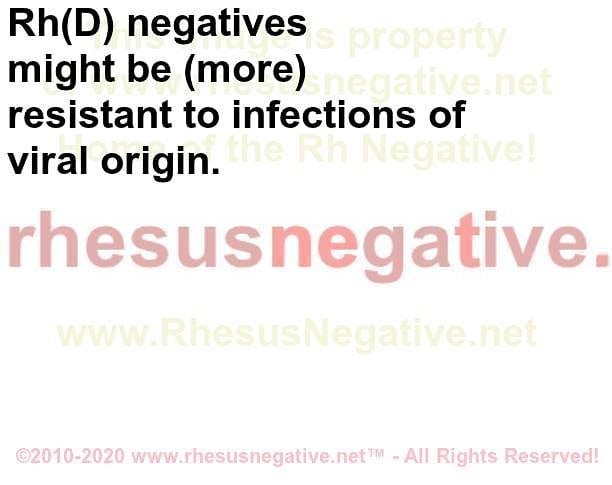 Rh(D) negatives
might be (more)
resistant to infections of
viral origin.
This image is property
of www.RhesusNegative.net
Home of the Rh Negative!
rhesusnegative.
www.RhesusNegative.net
©2010-2020 www.rhesusnegative.net™ - All Rights Reserved!